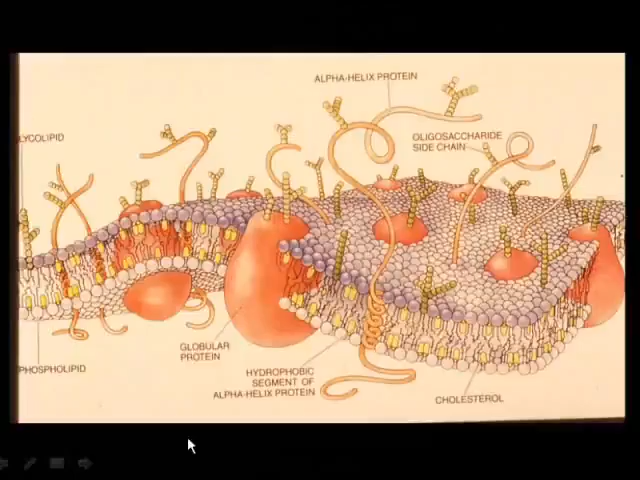 ALPHA-HELIX PROTEIN
LYCOLIPID
OLIGOSACCHARIDE
SIDE CHAIN
GLOBULAR
PROTEIN
PHOSPHOLIPID
HYDROPHOBIC
SEGMENT OF
ALPHA-HELIX PROTEIN
CHOLESTEROL